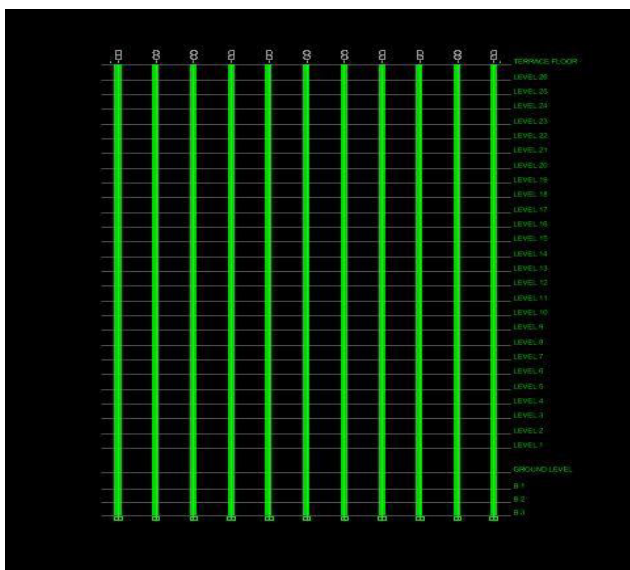 TERRACE FLOOR
LEVEL 26
LEVEL 25
LEVEL 24
LEVEL 23
LEVEL 22
LEVEL 21
LEVEL 20
LEVEL 19
LEVEL 18
LEVEL 17
LEVEL 16
LEVEL 15
LEVEL 14
LEVEL 13
LEVEL 12
LEVEL 11
LEVEL 10
LEVEL 9
LEVEL 8
LEVEL 7
LEVEL 6
LEVEL 5
LEVEL 4
LEVEL 3
LEVEL 2
LEVEL 1
GROUND LEVEL
B.1
B.2
B.3